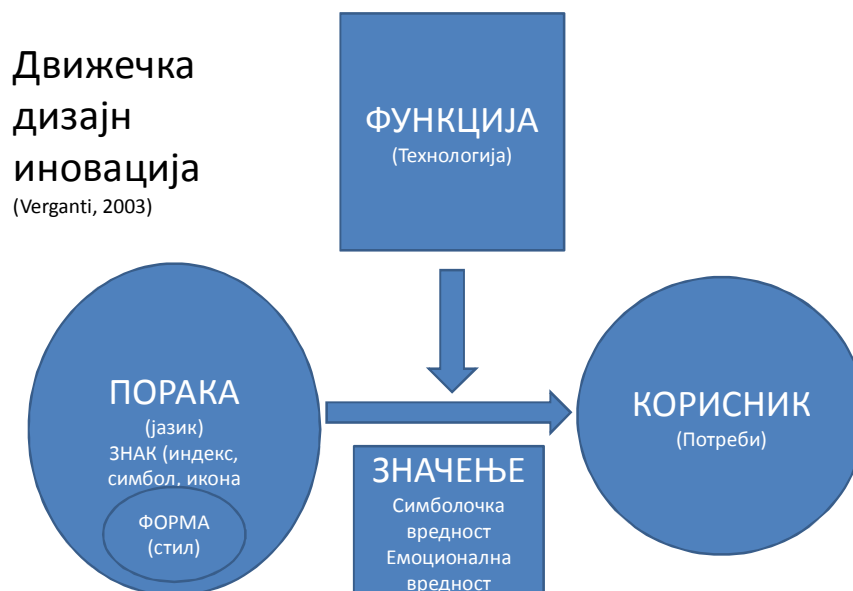 Движечка
дизајн
иновација
(Verganti, 2003)
ФУНКЦИЈА
(Технологија)
ПОРАКА
(јазик)
ЗНАК (индекс,
симбол, икона
ФОРМА
(стил)
ЗНАЧЕЊЕ
Симболочка
вредност
Емоционална
вредност
КОРИСНИК
(Потреби)